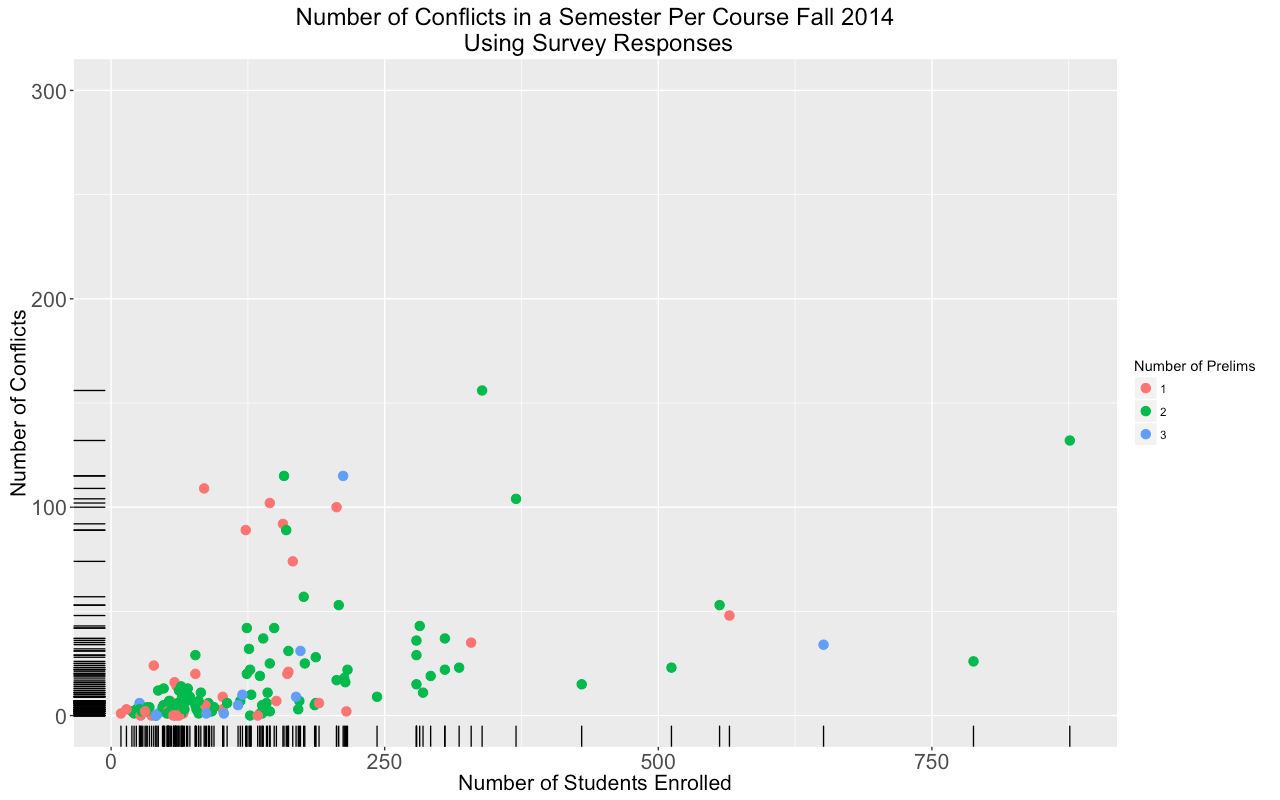 Number of Conflicts in a Semester Per Course Fall 2014
Using Survey Responses
300
200
100
0
Number of Conflicts
0
250
500
750
Number of Students Enrolled
Number of Prelims
1
2
3